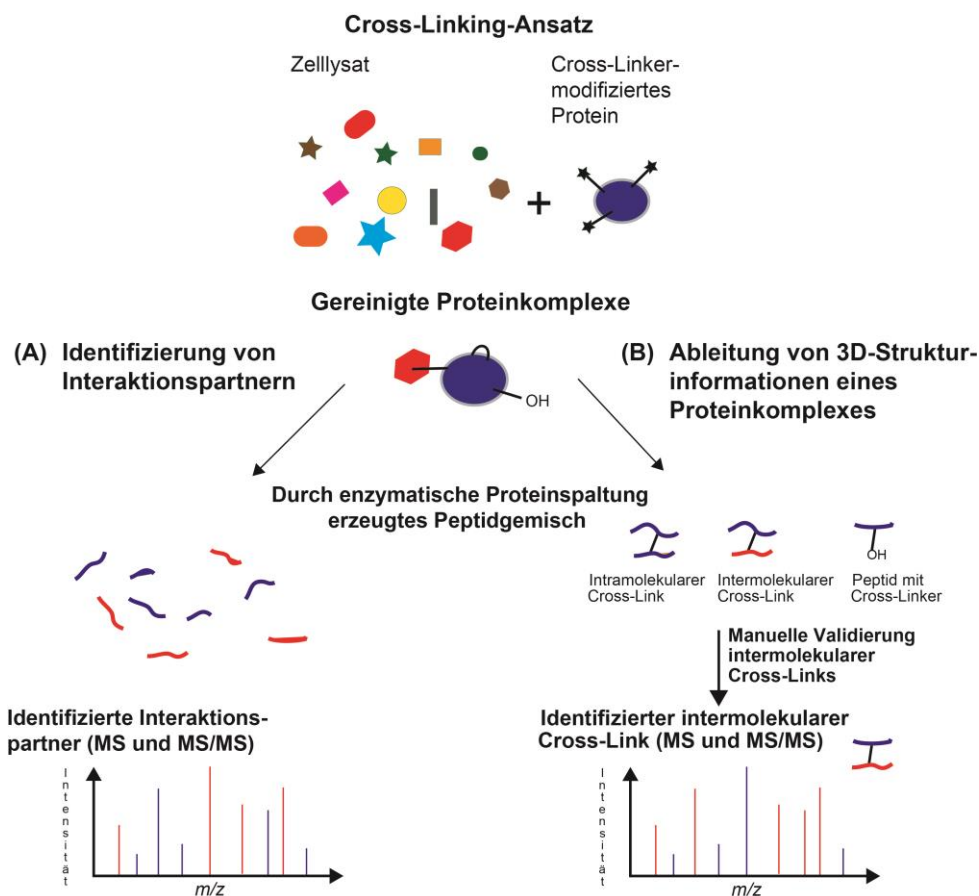 Cross-Linking-Ansatz
Zelllysat
Cross-Linker-
modifiziertes
Protein
+
Gereinigte Proteinkomplexe
(A) Identifizierung von
Interaktionspartnern
OH
(B) Ableitung von 3D-Struktur-
informationen eines
Proteinkomplexes
Durch enzymatische Proteinspaltung
erzeugtes Peptidgemisch
OH
Intramolekularer
Cross-Link
Intermolekularer
Cross-Link
Peptid mit
Cross-Linker
Manuelle Validierung
intermolekularer
Cross-Links
Identifizierte Interaktions-
partner (MS und MS/MS)
Intensität
m/z
Identifizierter intermolekularer
Cross-Link (MS und MS/MS)
Intensität
m/z